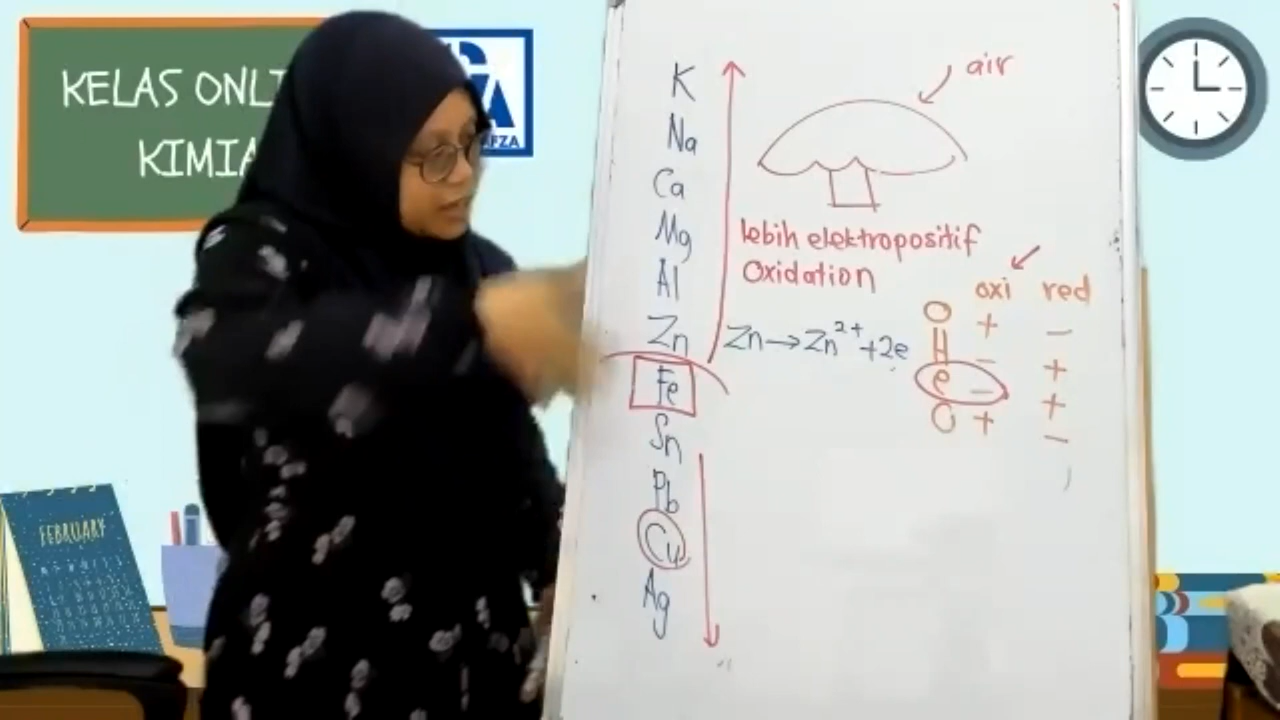 KELAS ONL
KIMIA
FZA
FEBRUARY
K
Na
Ca
Mg
Al
Zn
Fe
Sn
Pb
Cu
Ag
air
lebih elektropositif
Oxidation
Zn → Zn²⁺ + 2e
oxi red
O + −
H − +
e − +
O + −